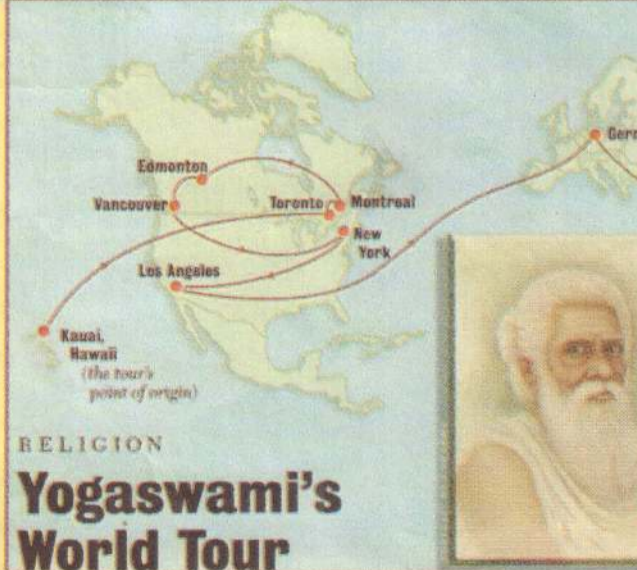 Edmonton
Vancouver
Toronto
Montreal
New
York
Los Angeles
Kauai,
Hawaii
(the tour's
point of origin)
RELIGION
Yogaswami's
World Tour